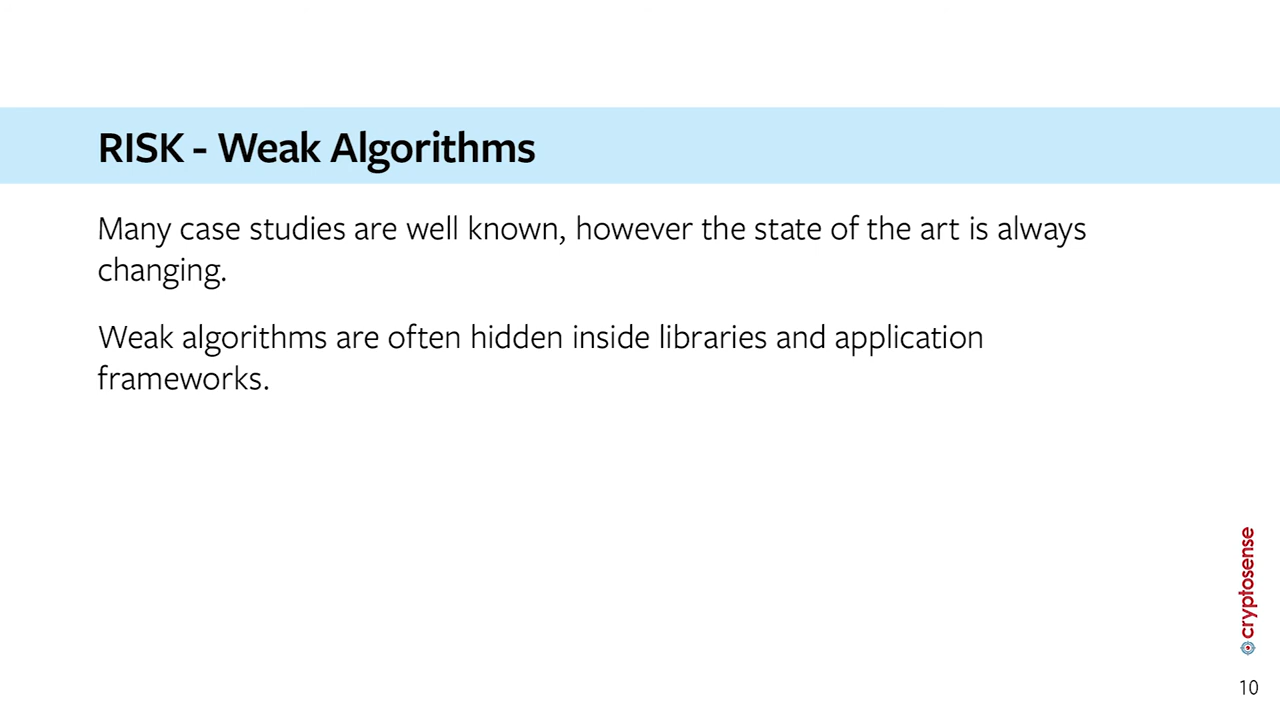 RISK - Weak Algorithms
Many case studies are well known, however the state of the art is always
changing.
Weak algorithms are often hidden inside libraries and application
frameworks.
cryptosense
10